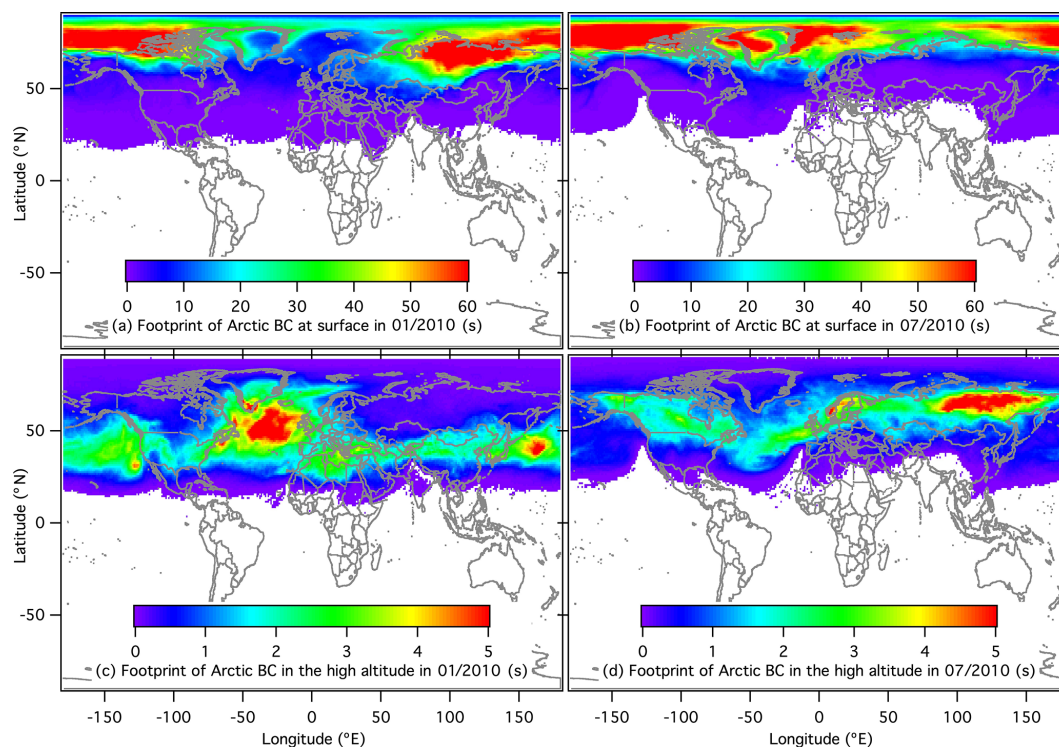 Latitude (°N)
50
0
-50
0 10 20 30 40 50 60
(a) Footprint of Arctic BC at surface in 01/2010 (s)
0 10 20 30 40 50 60
(b) Footprint of Arctic BC at surface in 07/2010 (s)
Latitude (°N)
50
0
-50
0 1 2 3 4 5
(c) Footprint of Arctic BC in the high altitude in 01/2010 (s)
0 1 2 3 4 5
(d) Footprint of Arctic BC in the high altitude in 07/2010 (s)
-150 -100 -50 0 50 100 150
Longitude (°E)
-150 -100 -50 0 50 100 150
Longitude (°E)